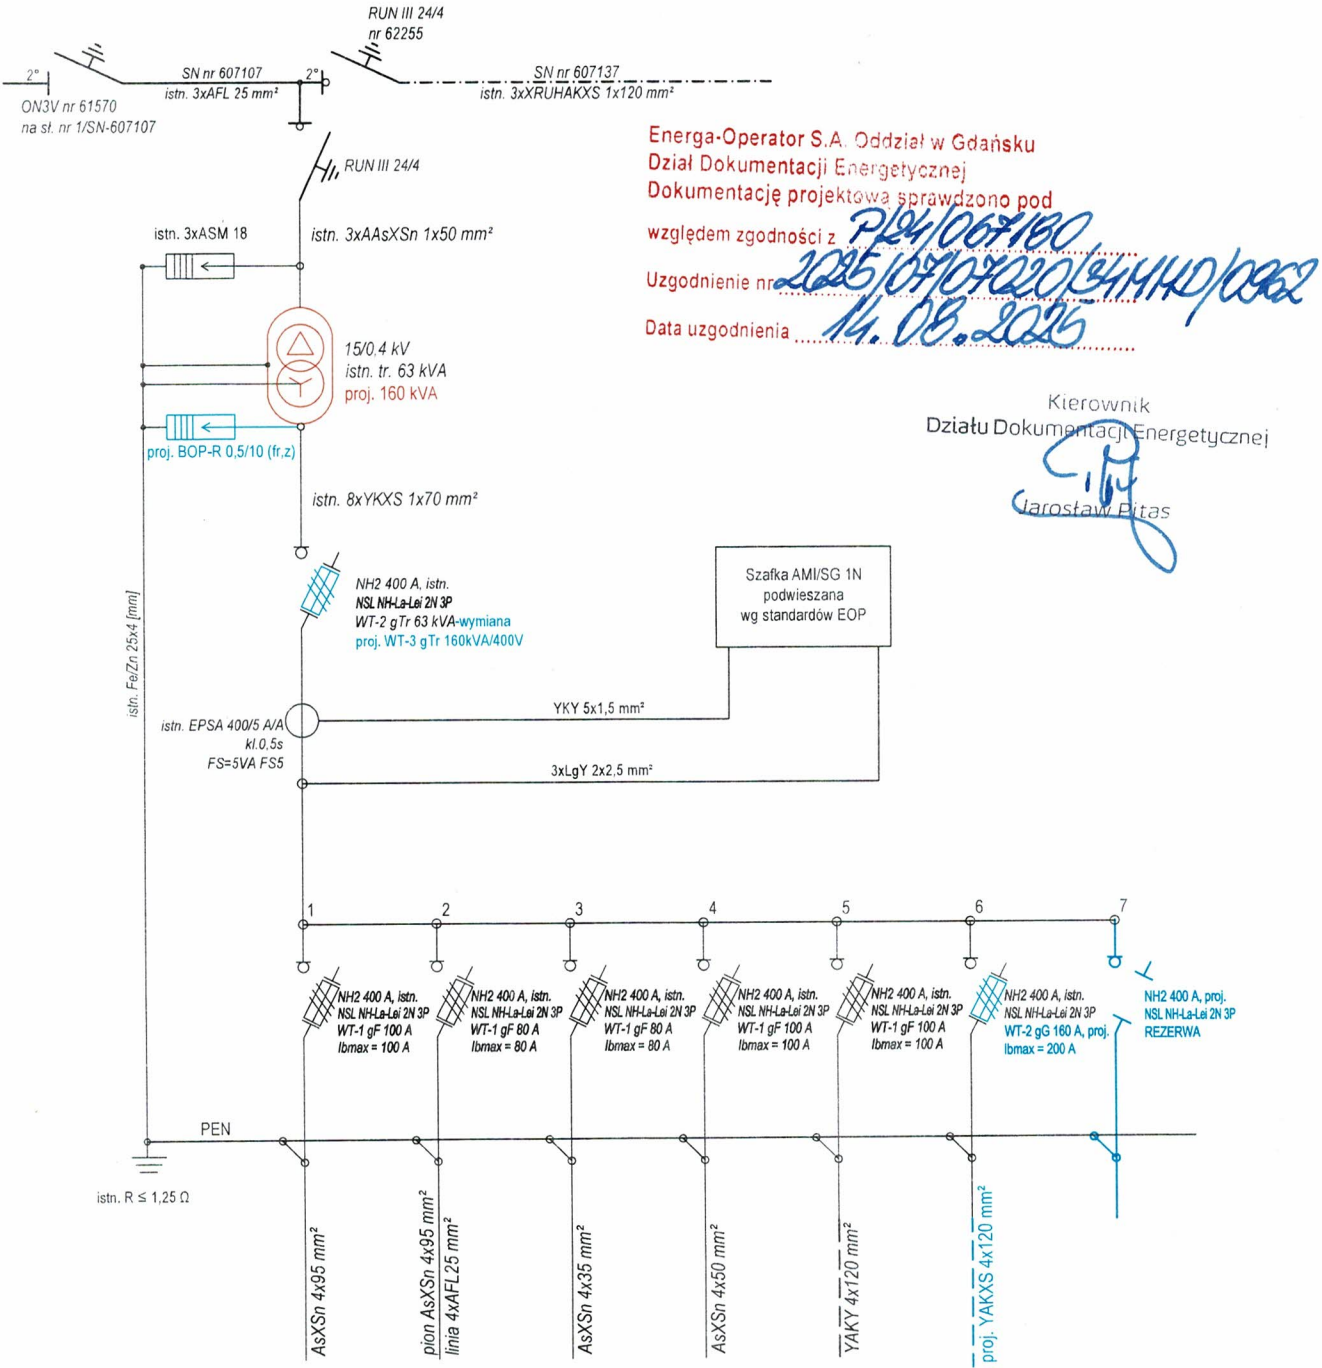 RUN III 24/4
nr 62255
2°
SN nr 607107
istn. 3xAFL 25 mm²
2°
SN nr 607137
istn. 3xXRUHAKXS 1x120 mm²
ON3V nr 61570
na sł. nr 1/SN-607107
RUN III 24/4
Energa-Operator S.A. Oddział w Gdańsku
Dział Dokumentacji Energetycznej
Dokumentację projektową sprawdzono pod
względem zgodności z P/24/067180
Uzgodnienie nr 2025/07/07020/34MMD/0962
Data uzgodnienia 14.08.2025
istn. 3xASM 18
istn. 3xAAsXSn 1x50 mm²
15/0,4 kV
istn. tr. 63 kVA
proj. 160 kVA
Kierownik
Działu Dokumentacji Energetycznej
Jarosław Pitas
proj. BOP-R 0,5/10 (fr,z)
istn. 8xYKXS 1x70 mm²
istn. Fe/Zn 25x4 [mm]
NH2 400 A, istn.
NSL NH-La-Lei 2N 3P
WT-2 gTr 63 kVA-wymiana
proj. WT-3 gTr 160kVA/400V
Szafka AMI/SG 1N
podwieszana
wg standardów EOP
YKY 5x1,5 mm²
istn. EPSA 400/5 A/A
kl.0,5s
FS=5VA FS5
3xLgY 2x2,5 mm²
1
2
3
4
5
6
7
NH2 400 A, istn.
NSL NH-La-Lei 2N 3P
WT-1 gF 100 A
Ibmax = 100 A
NH2 400 A, istn.
NSL NH-La-Lei 2N 3P
WT-1 gF 80 A
Ibmax = 80 A
NH2 400 A, istn.
NSL NH-La-Lei 2N 3P
WT-1 gF 80 A
Ibmax = 80 A
NH2 400 A, istn.
NSL NH-La-Lei 2N 3P
WT-1 gF 100 A
Ibmax = 100 A
NH2 400 A, istn.
NSL NH-La-Lei 2N 3P
WT-1 gF 100 A
Ibmax = 100 A
NH2 400 A, istn.
NSL NH-La-Lei 2N 3P
WT-2 gG 160 A, proj.
Ibmax = 200 A
NH2 400 A, proj.
NSL NH-La-Lei 2N 3P
REZERWA
PEN
istn. R ≤ 1,25 Ω
AsXSn 4x95 mm²
pion AsXSn 4x95 mm²
linia 4xAFL25 mm²
AsXSn 4x35 mm²
AsXSn 4x50 mm²
YAKY 4x120 mm²
proj. YAKXS 4x120 mm²